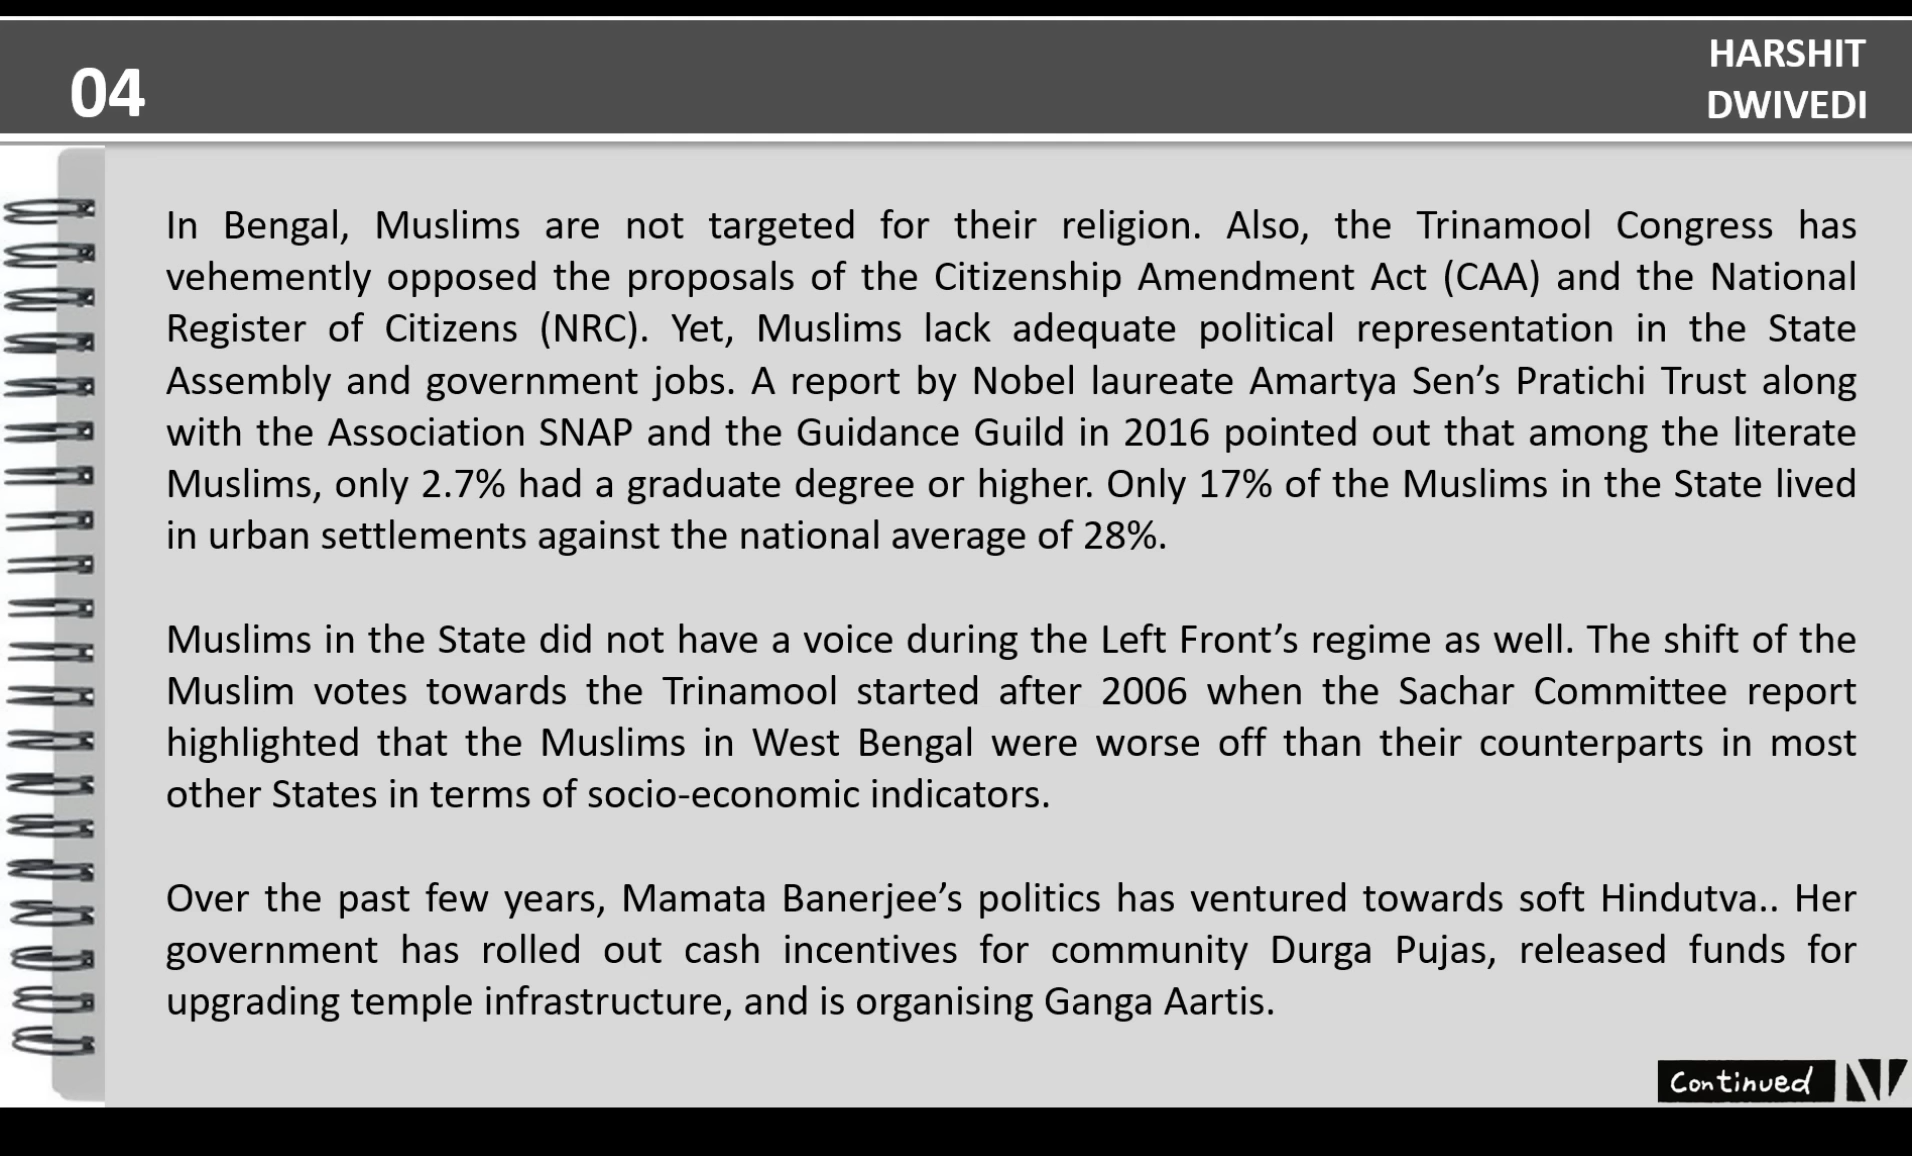 04
HARSHIT
DWIVEDI
In Bengal, Muslims are not targeted for their religion. Also, the Trinamool Congress has
vehemently opposed the proposals of the Citizenship Amendment Act (CAA) and the National
Register of Citizens (NRC). Yet, Muslims lack adequate political representation in the State
Assembly and government jobs. A report by Nobel laureate Amartya Sen’s Pratichi Trust along
with the Association SNAP and the Guidance Guild in 2016 pointed out that among the literate
Muslims, only 2.7% had a graduate degree or higher. Only 17% of the Muslims in the State lived
in urban settlements against the national average of 28%.
Muslims in the State did not have a voice during the Left Front’s regime as well. The shift of the
Muslim votes towards the Trinamool started after 2006 when the Sachar Committee report
highlighted that the Muslims in West Bengal were worse off than their counterparts in most
other States in terms of socio-economic indicators.
Over the past few years, Mamata Banerjee’s politics has ventured towards soft Hindutva.. Her
government has rolled out cash incentives for community Durga Pujas, released funds for
upgrading temple infrastructure, and is organising Ganga Aartis.
Continued